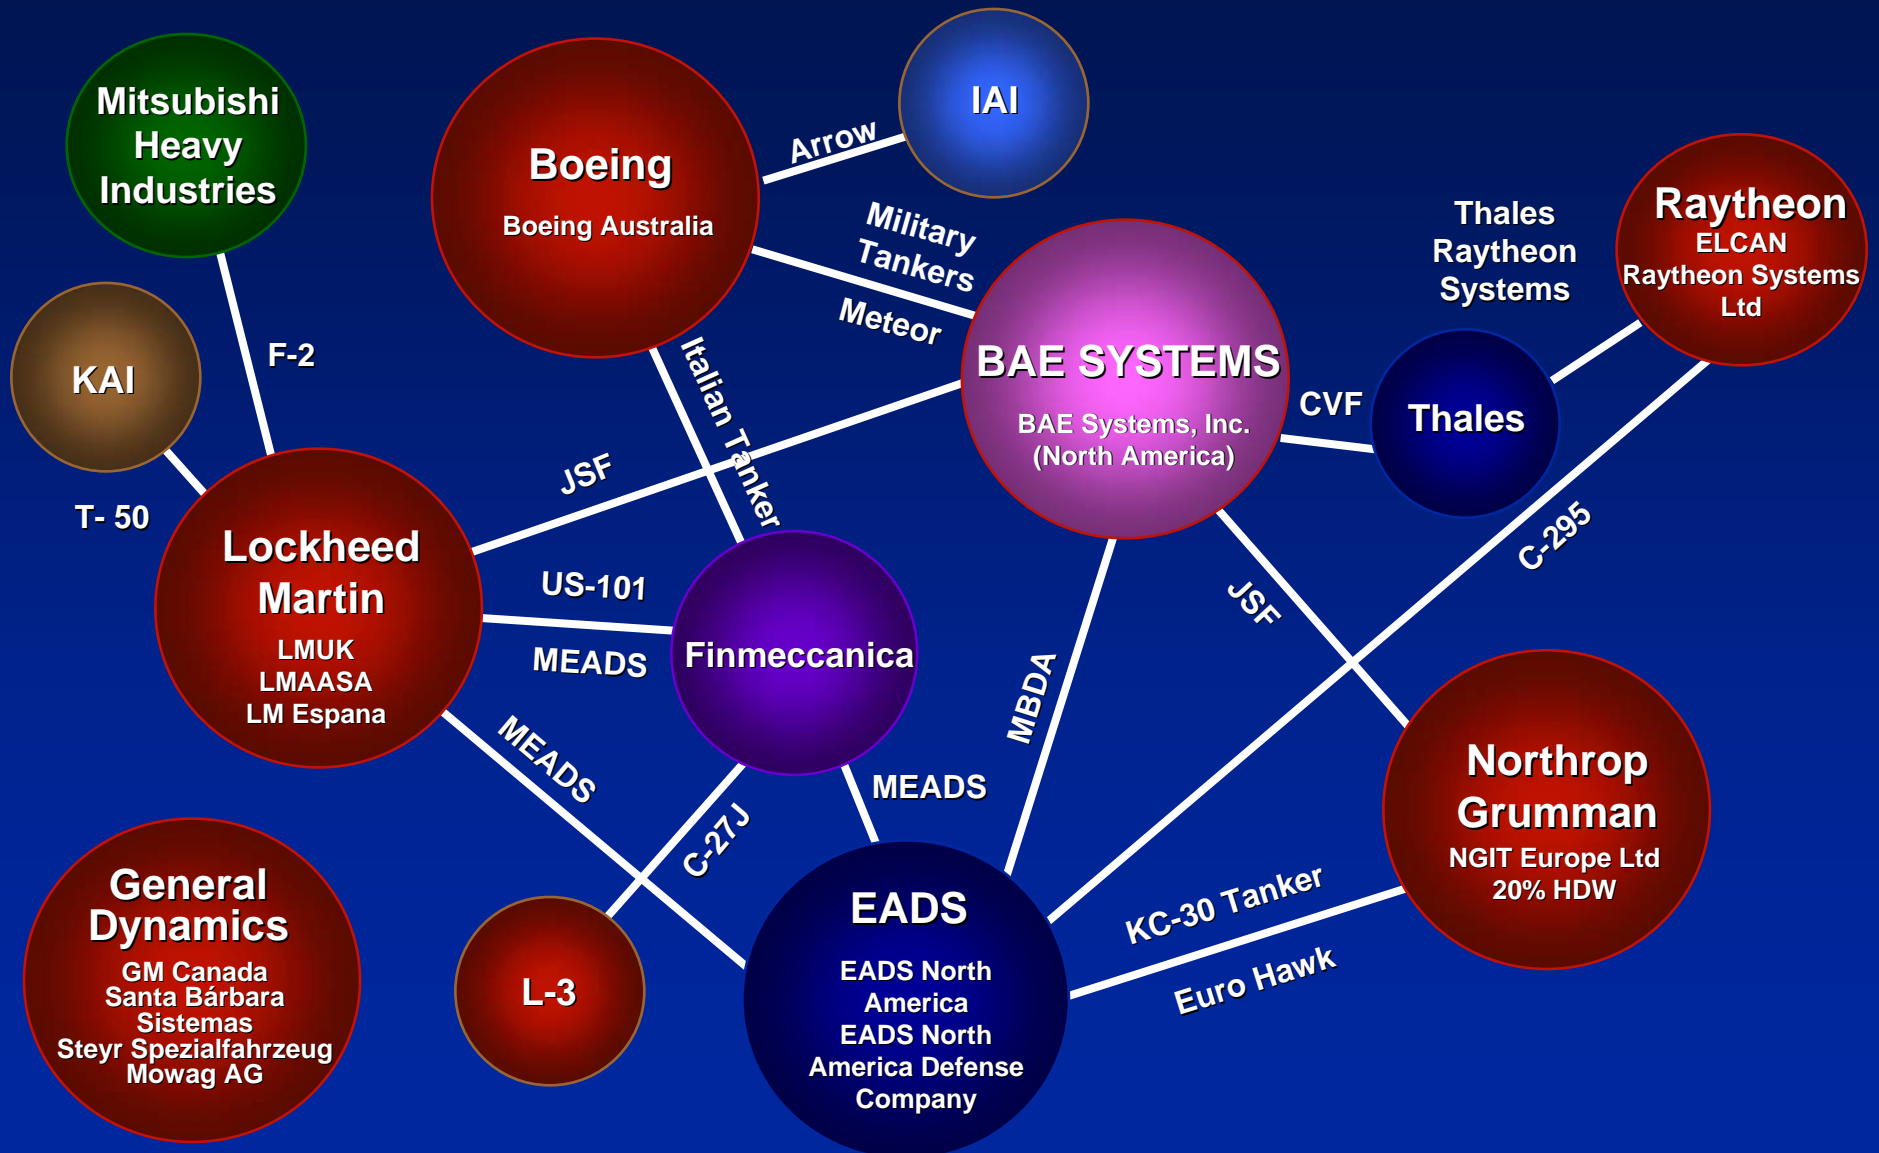 Mitsubishi
Heavy
Industries
Boeing
Boeing Australia
Arrow
IAI
Military
Tankers
Meteor
BAE SYSTEMS
BAE Systems, Inc.
(North America)
Thales
Raytheon
Systems
Raytheon
ELCAN
Raytheon Systems
Ltd
KAI
F-2
T- 50
Italian Tanker
JSF
CVF
Thales
C-295
Lockheed
Martin
LMUK
LMAASA
LM Espana
US-101
MEADS
Finmeccanica
MBDA
JSF
MEADS
MEADS
C-27J
Northrop
Grumman
NGIT Europe Ltd
20% HDW
General
Dynamics
GM Canada
Santa Bárbara
Sistemas
Steyr Spezialfahrzeug
Mowag AG
L-3
EADS
EADS North
America
EADS North
America Defense
Company
KC-30 Tanker
Euro Hawk